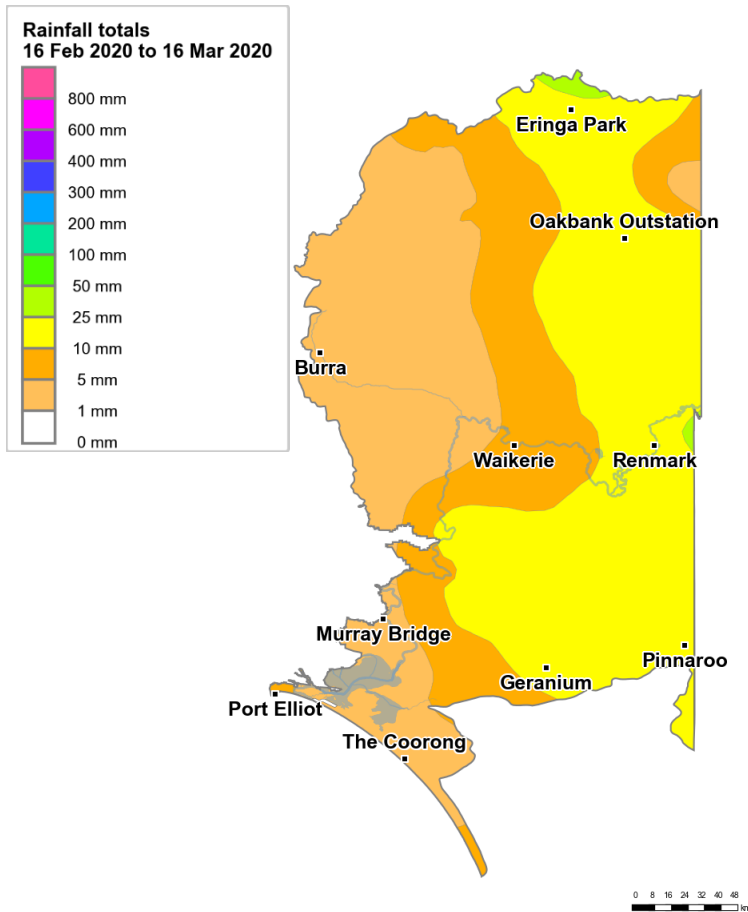 Rainfall totals
16 Feb 2020 to 16 Mar 2020
800 mm
600 mm
400 mm
300 mm
200 mm
100 mm
50 mm
25 mm
10 mm
5 mm
1 mm
0 mm
Eringa Park
Oakbank Outstation
Burra
Waikerie
Renmark
Murray Bridge
Pinnaroo
Geranium
Port Elliot
The Coorong
0 8 16 24 32 40 48
km